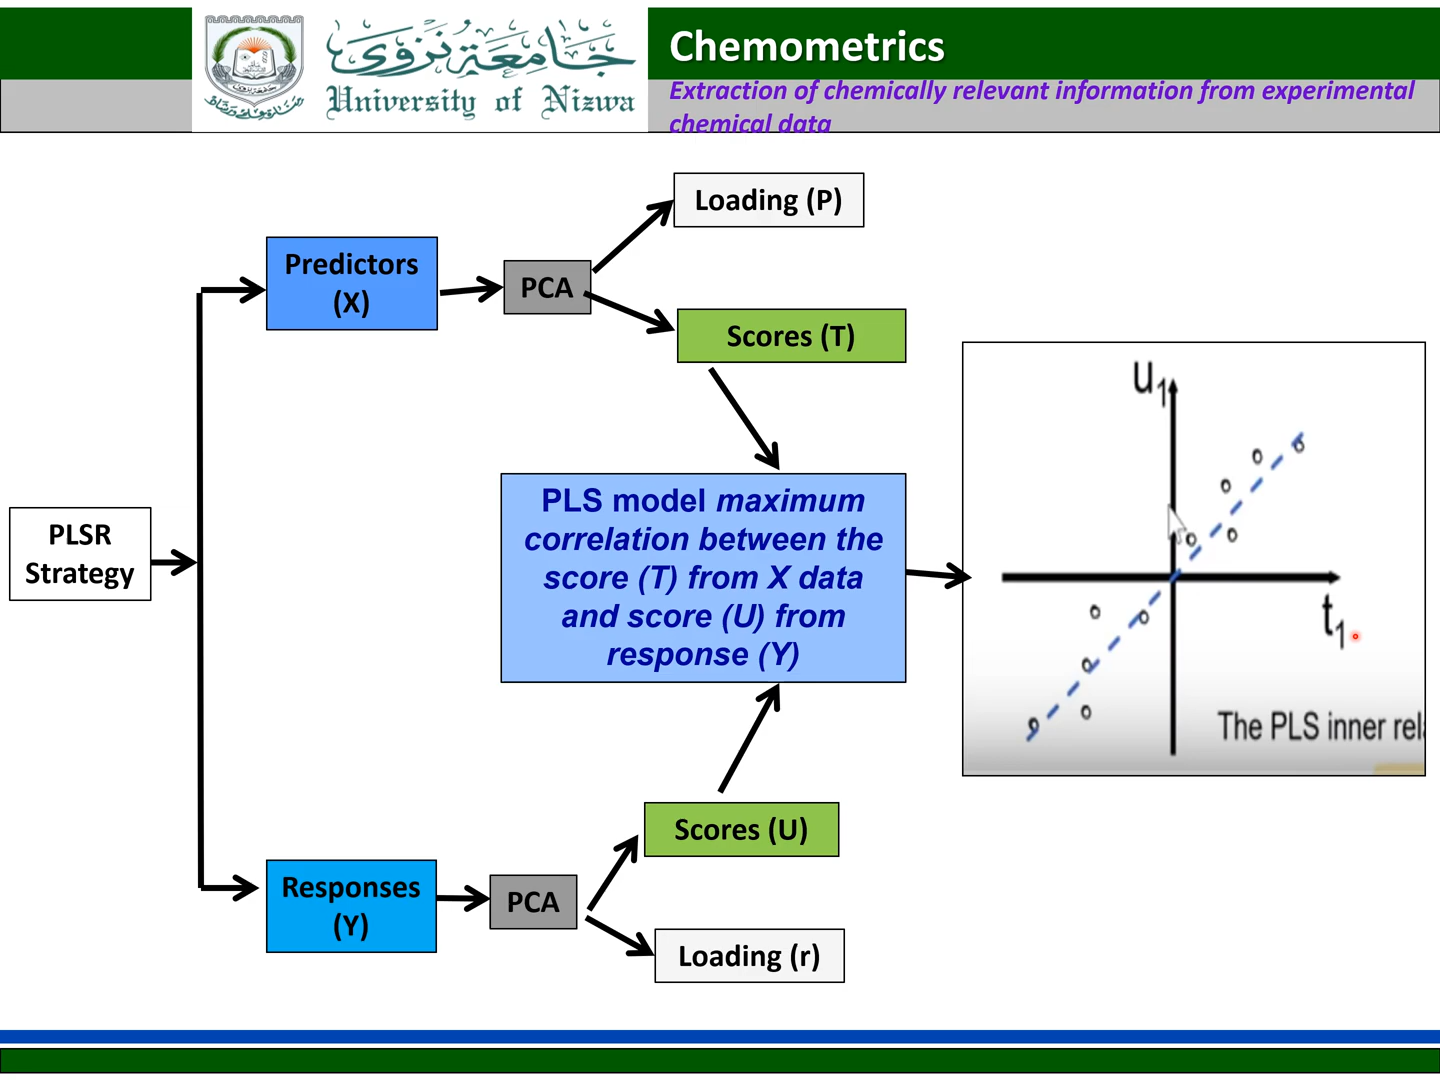 جامعة نزوى
University of Nizwa
Chemometrics
Extraction of chemically relevant information from experimental
chemical data
Loading (P)
Predictors
(X)
PCA
Scores (T)
u1
PLS model maximum
correlation between the
score (T) from X data
and score (U) from
response (Y)
PLSR
Strategy
t1
The PLS inner rel
Scores (U)
Responses
(Y)
PCA
Loading (r)